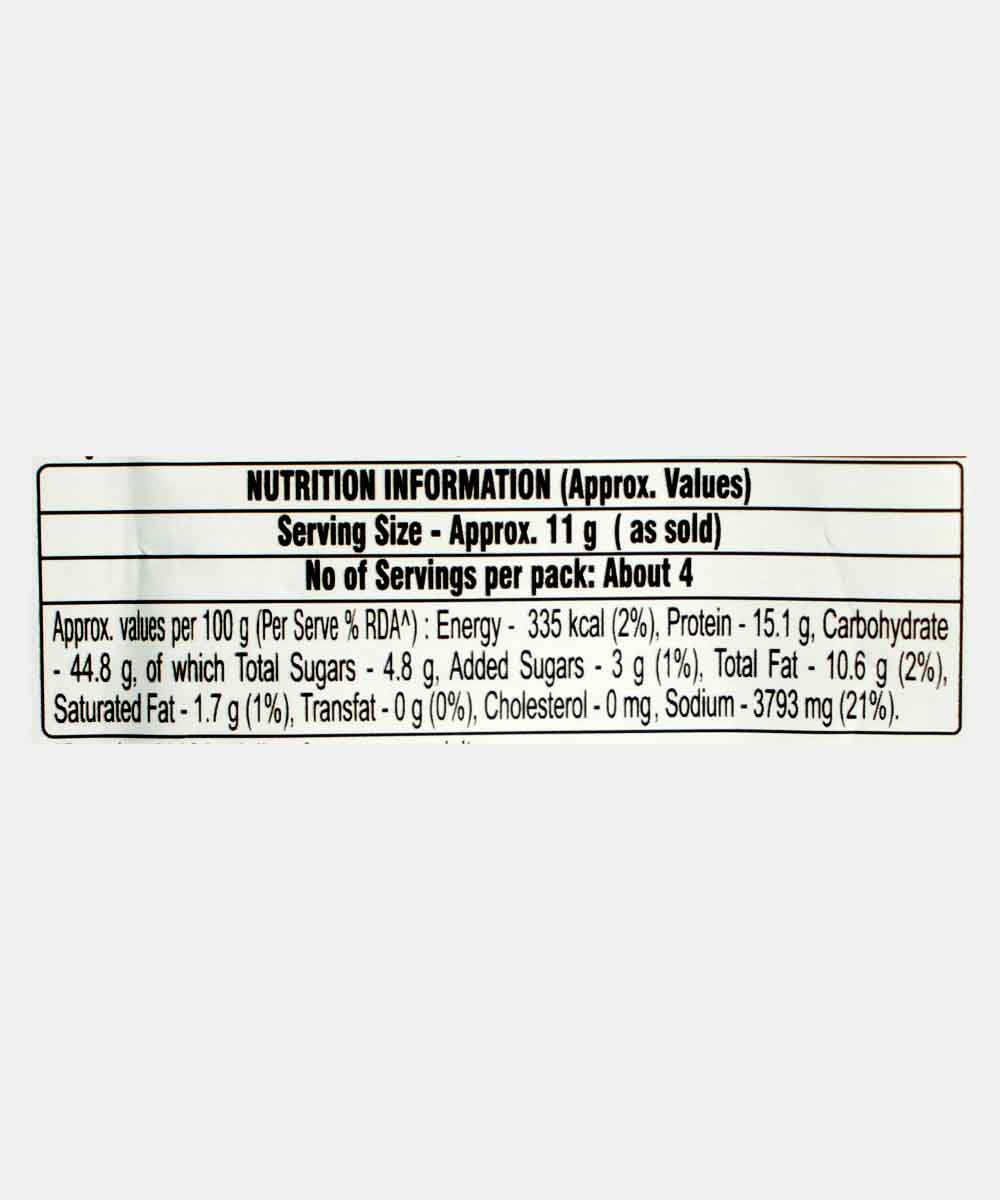 NUTRITION INFORMATION (Approx. Values)
Serving Size - Approx. 11 g ( as sold)
No of Servings per pack: About 4
Approx. values per 100 g (Per Serve % RDA^) : Energy - 335 kcal (2%), Protein - 15.1 g, Carbohydrate
- 44.8 g, of which Total Sugars - 4.8 g, Added Sugars - 3 g (1%), Total Fat - 10.6 g (2%),
Saturated Fat - 1.7 g (1%), Transfat - 0 g (0%), Cholesterol - 0 mg, Sodium - 3793 mg (21%).